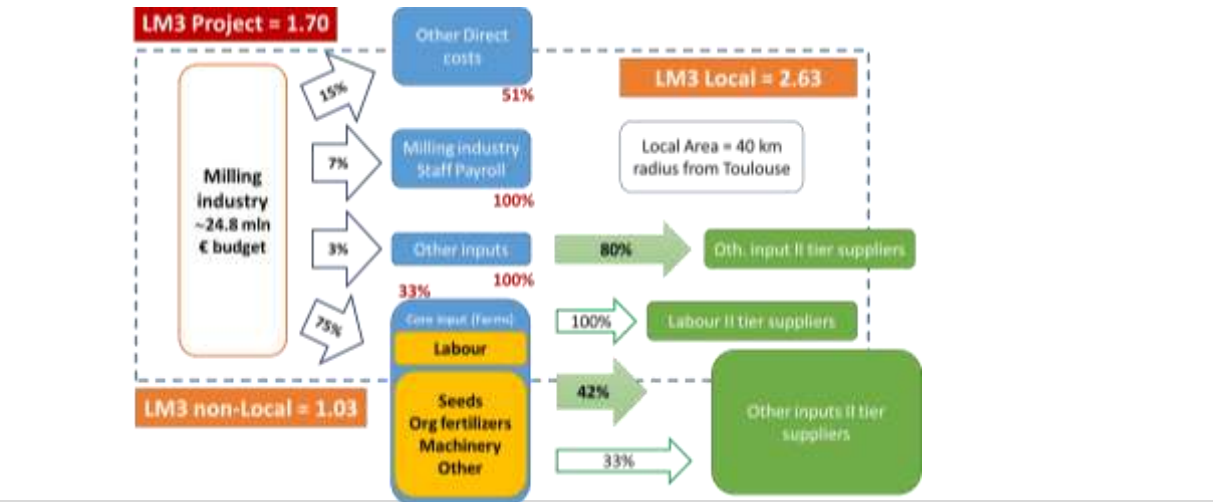 LM3 Project = 1.70
Other Direct
costs
51%
LM3 Local = 2.63
15%
Local Area = 40 km
radius from Toulouse
Milling industry
Staff Payroll
100%
7%
Milling
industry
~24.8 mln
€ budget
3%
Other inputs
100%
80%
Oth. input II tier suppliers
33%
75%
Core input (Farms)
Labour
100%
Labour II tier suppliers
LM3 non-Local = 1.03
Seeds
Org fertilizers
Machinery
Other
42%
33%
Other inputs II tier
suppliers